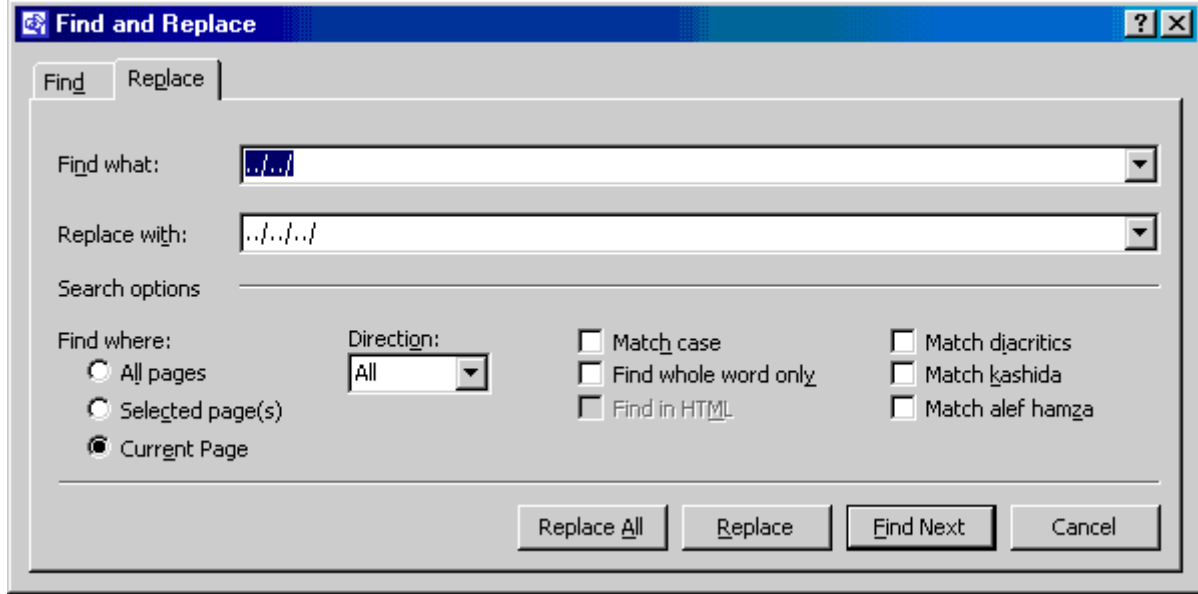 Find and Replace
Find Replace
Find what: ../../
Replace with: ../../../
Search options
Find where: Direction: Match case Match diacritics
All pages All Find whole word only Match kashida
Selected page(s) Find in HTML Match alef hamza
Current Page
Replace All Replace Find Next Cancel